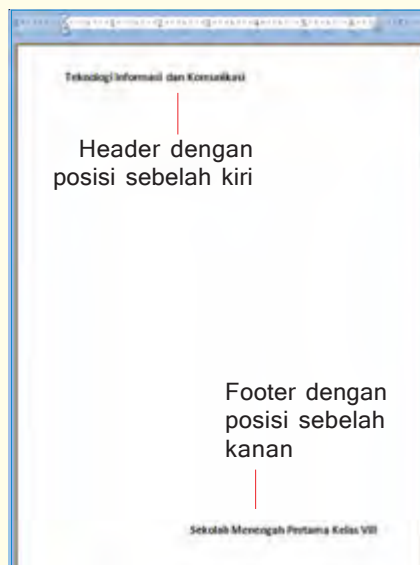 Teknologi Informasi dan Komunikasi
Header dengan
posisi sebelah kiri
Footer dengan
posisi sebelah
kanan
Sekolah Menengah Pertama Kelas VIII